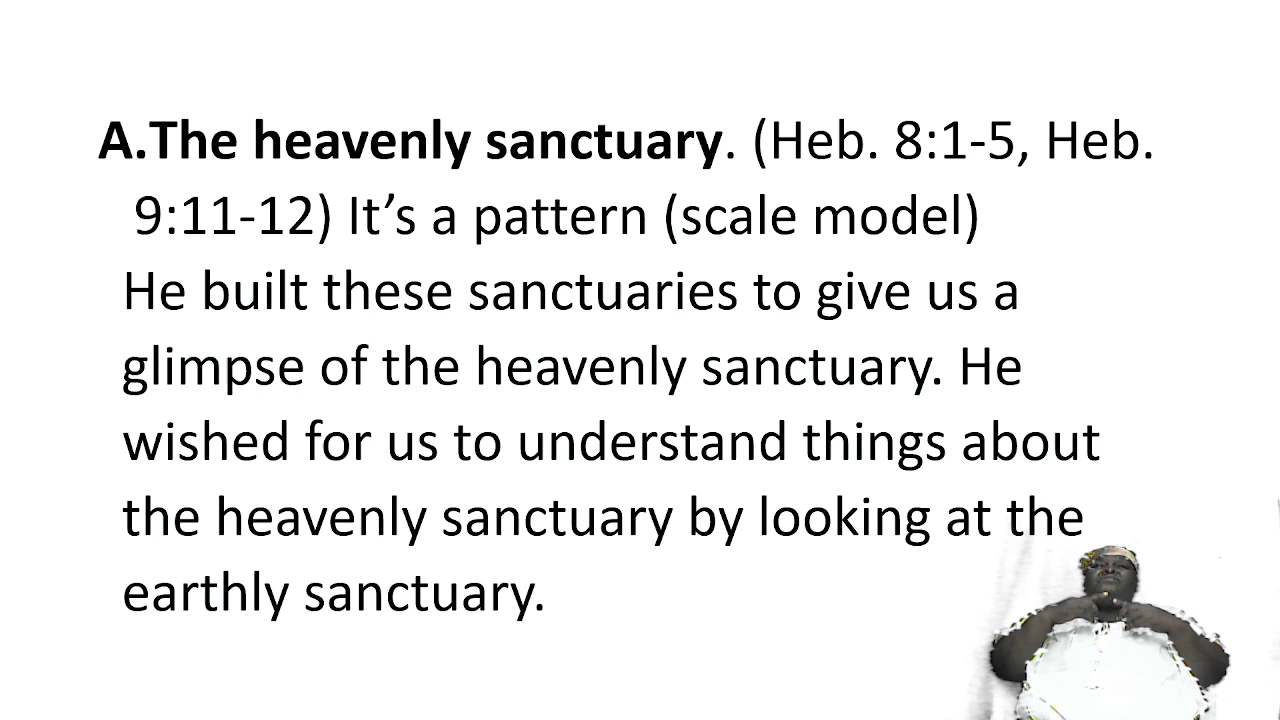 A.The heavenly sanctuary. (Heb. 8:1-5, Heb.
9:11-12) It’s a pattern (scale model)
He built these sanctuaries to give us a
glimpse of the heavenly sanctuary. He
wished for us to understand things about
the heavenly sanctuary by looking at the
earthly sanctuary.